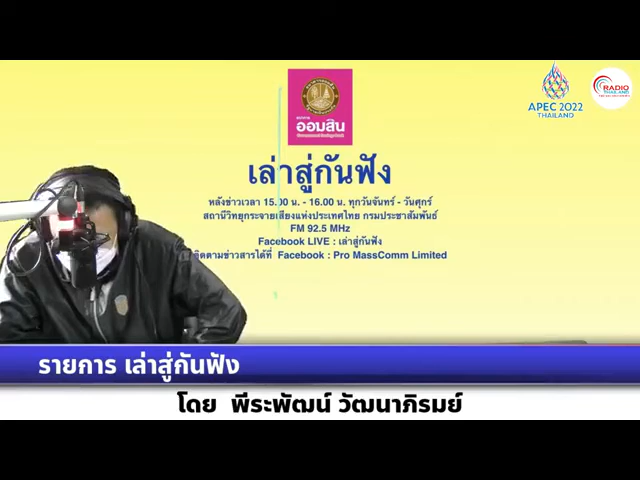 APEC 2022
THAILAND
RADIO
THAILAND
ธนาคาร
ออมสิน
เล่าสู่กันฟัง
หลังข่าวเวลา 15.00 น. - 16.00 น. ทุกวันจันทร์ - วันศุกร์
สถานีวิทยุกระจายเสียงแห่งประเทศไทย กรมประชาสัมพันธ์
FM 92.5 MHz
Facebook LIVE : เล่าสู่กันฟัง
ติดตามข่าวสารได้ที่ Facebook : Pro MassComm Limited
รายการ เล่าสู่กันฟัง
โดย พีระพัฒน์ วัฒนาภิรมย์